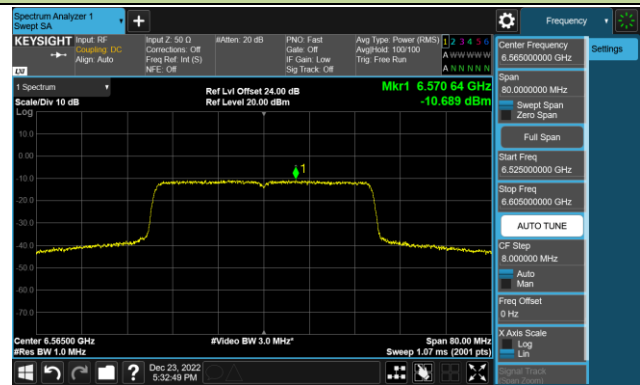 Spectrum Analyzer 1
Swept SA
Frequency
KEYSIGHT
Input: RF
Coupling: DC
Align: Auto
Input Z: 50 Ω
Corrections: Off
Freq Ref: Int (S)
NFE: Off
#Atten: 20 dB
PNO: Fast
Gate: Off
IF Gain: Low
Sig Track: Off
Avg Type: Power (RMS)
Avg|Hold: 100/100
Trig: Free Run
1 2 3 4 5 6
A W W W W W
A N N N N N
LXI
1 Spectrum
Scale/Div 10 dB
Log
Ref Lvl Offset 24.00 dB
Ref Level 20.00 dBm
Mkr1 6.570 64 GHz
-10.689 dBm
10.0
0.00
-10.0
-20.0
-30.0
-40.0
-50.0
-60.0
-70.0
1
Center 6.56500 GHz
#Res BW 1.0 MHz
#Video BW 3.0 MHz*
Span 80.00 MHz
Sweep 1.07 ms (2001 pts)
Dec 23, 2022
5:32:49 PM
?
Center Frequency
6.565000000 GHz
Settings
Span
80.0000000 MHz
Swept Span
Zero Span
Full Span
Start Freq
6.525000000 GHz
Stop Freq
6.605000000 GHz
AUTO TUNE
CF Step
8.000000 MHz
Auto
Man
Freq Offset
0 Hz
X Axis Scale
Log
Lin
Signal Track
(Span Zoom)